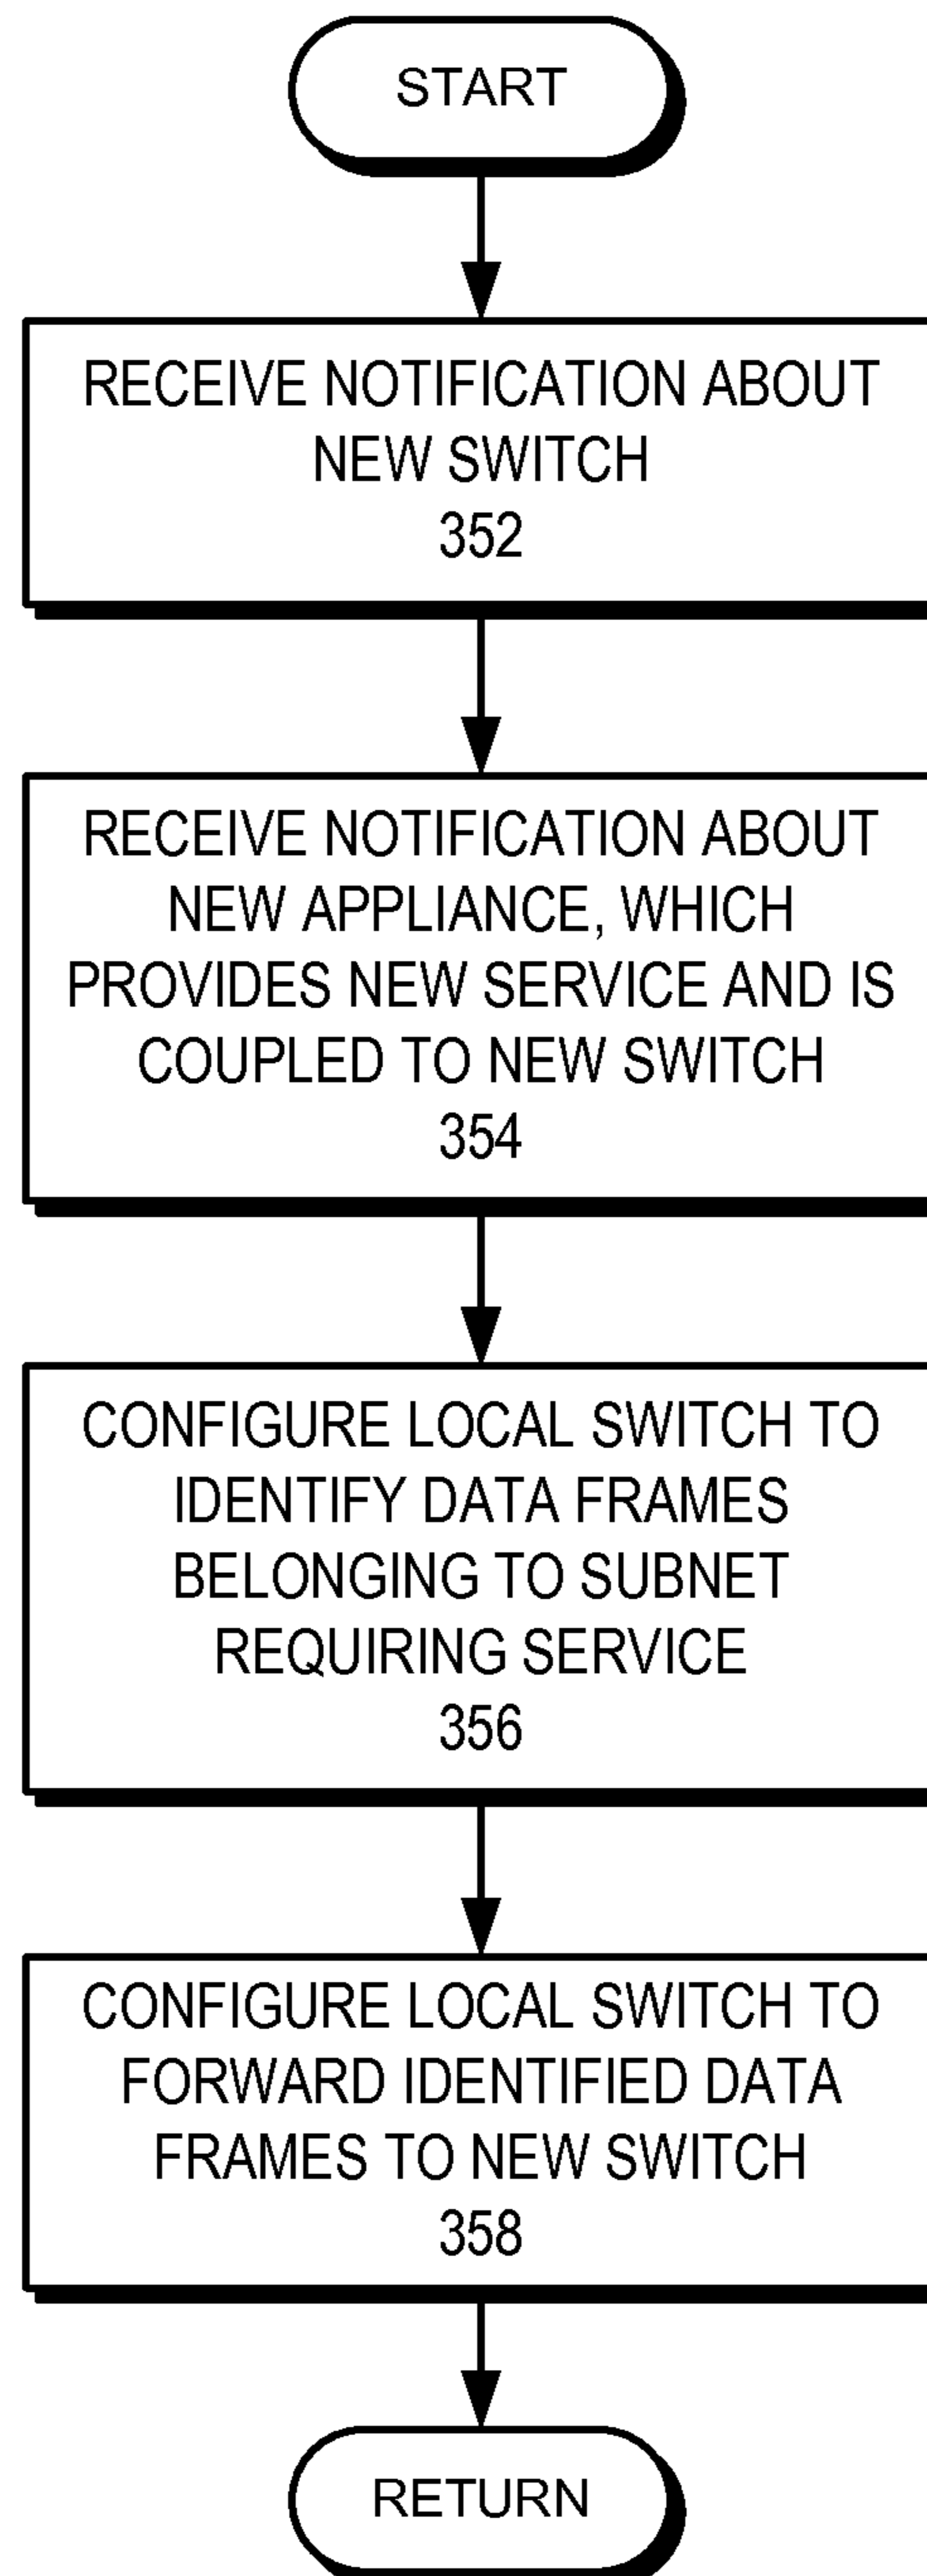 START
RECEIVE NOTIFICATION ABOUT
NEW SWITCH
352
RECEIVE NOTIFICATION ABOUT
NEW APPLIANCE, WHICH
PROVIDES NEW SERVICE AND IS
COUPLED TO NEW SWITCH
354
CONFIGURE LOCAL SWITCH TO
IDENTIFY DATA FRAMES
BELONGING TO SUBNET
REQUIRING SERVICE
356
CONFIGURE LOCAL SWITCH TO
FORWARD IDENTIFIED DATA
FRAMES TO NEW SWITCH
358
RETURN